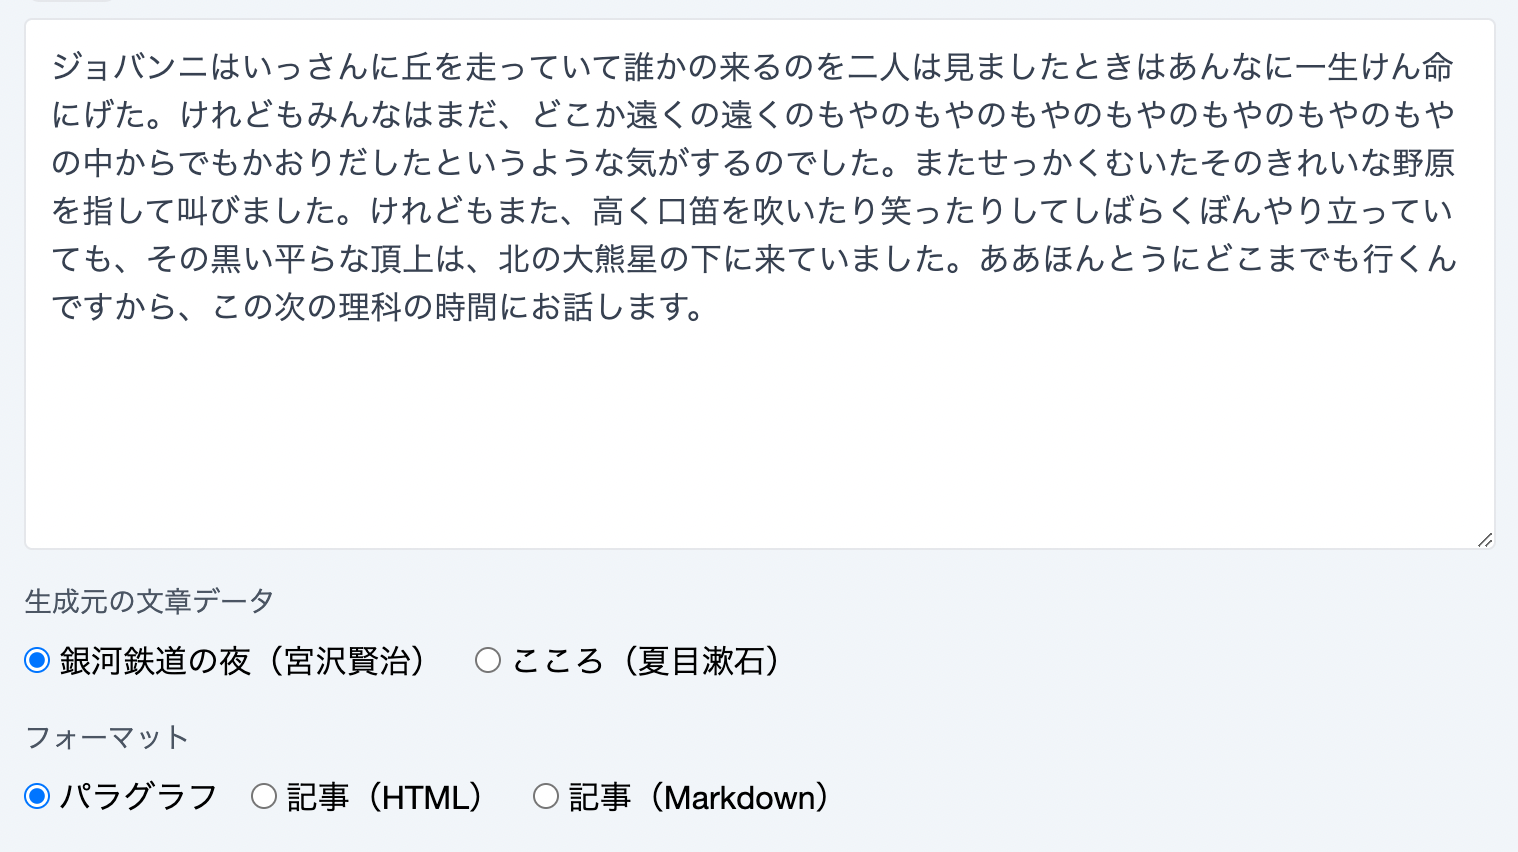 ジョバンニはいっさんに丘を走っていて誰かの来るのを二人は見ましたときはあんなに一生けん命
にげた。けれどもみんなはまだ、どこか遠くの遠くのもやのもやのもやのもやのもやのもやのもや
の中からでもかおりだしたというような気がするのでした。またせっかくむいたそのきれいな野原
を指して叫びました。けれどもまた、高く口笛を吹いたり笑ったりしてしばらくぼんやり立ってい
ても、その黒い平らな頂上は、北の大熊星の下に来ていました。ああほんとうにどこまでも行くん
ですから、この次の理科の時間にお話します。
生成元の文章データ
銀河鉄道の夜（宮沢賢治） こころ（夏目漱石）
フォーマット
パラグラフ 記事（HTML） 記事（Markdown）